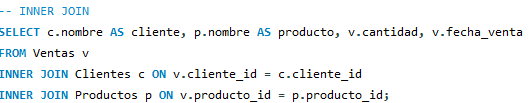 -- INNER JOIN
SELECT c.nombre AS cliente, p.nombre AS producto, v.cantidad, v.fecha_venta
FROM Ventas v
INNER JOIN Clientes c ON v.cliente_id = c.cliente_id
INNER JOIN Productos p ON v.producto_id = p.producto_id;